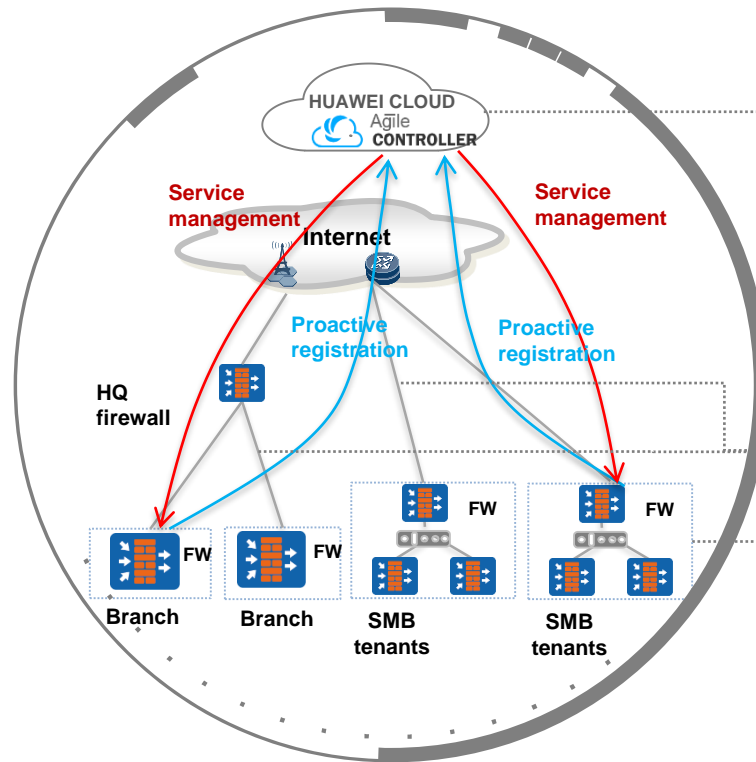 HUAWEI CLOUD
Agile
CONTROLLER
Service
management
Service
management
Internet
Proactive
registration
Proactive
registration
HQ
firewall
FW
FW
FW
FW
Branch
Branch
SMB
tenants
SMB
tenants